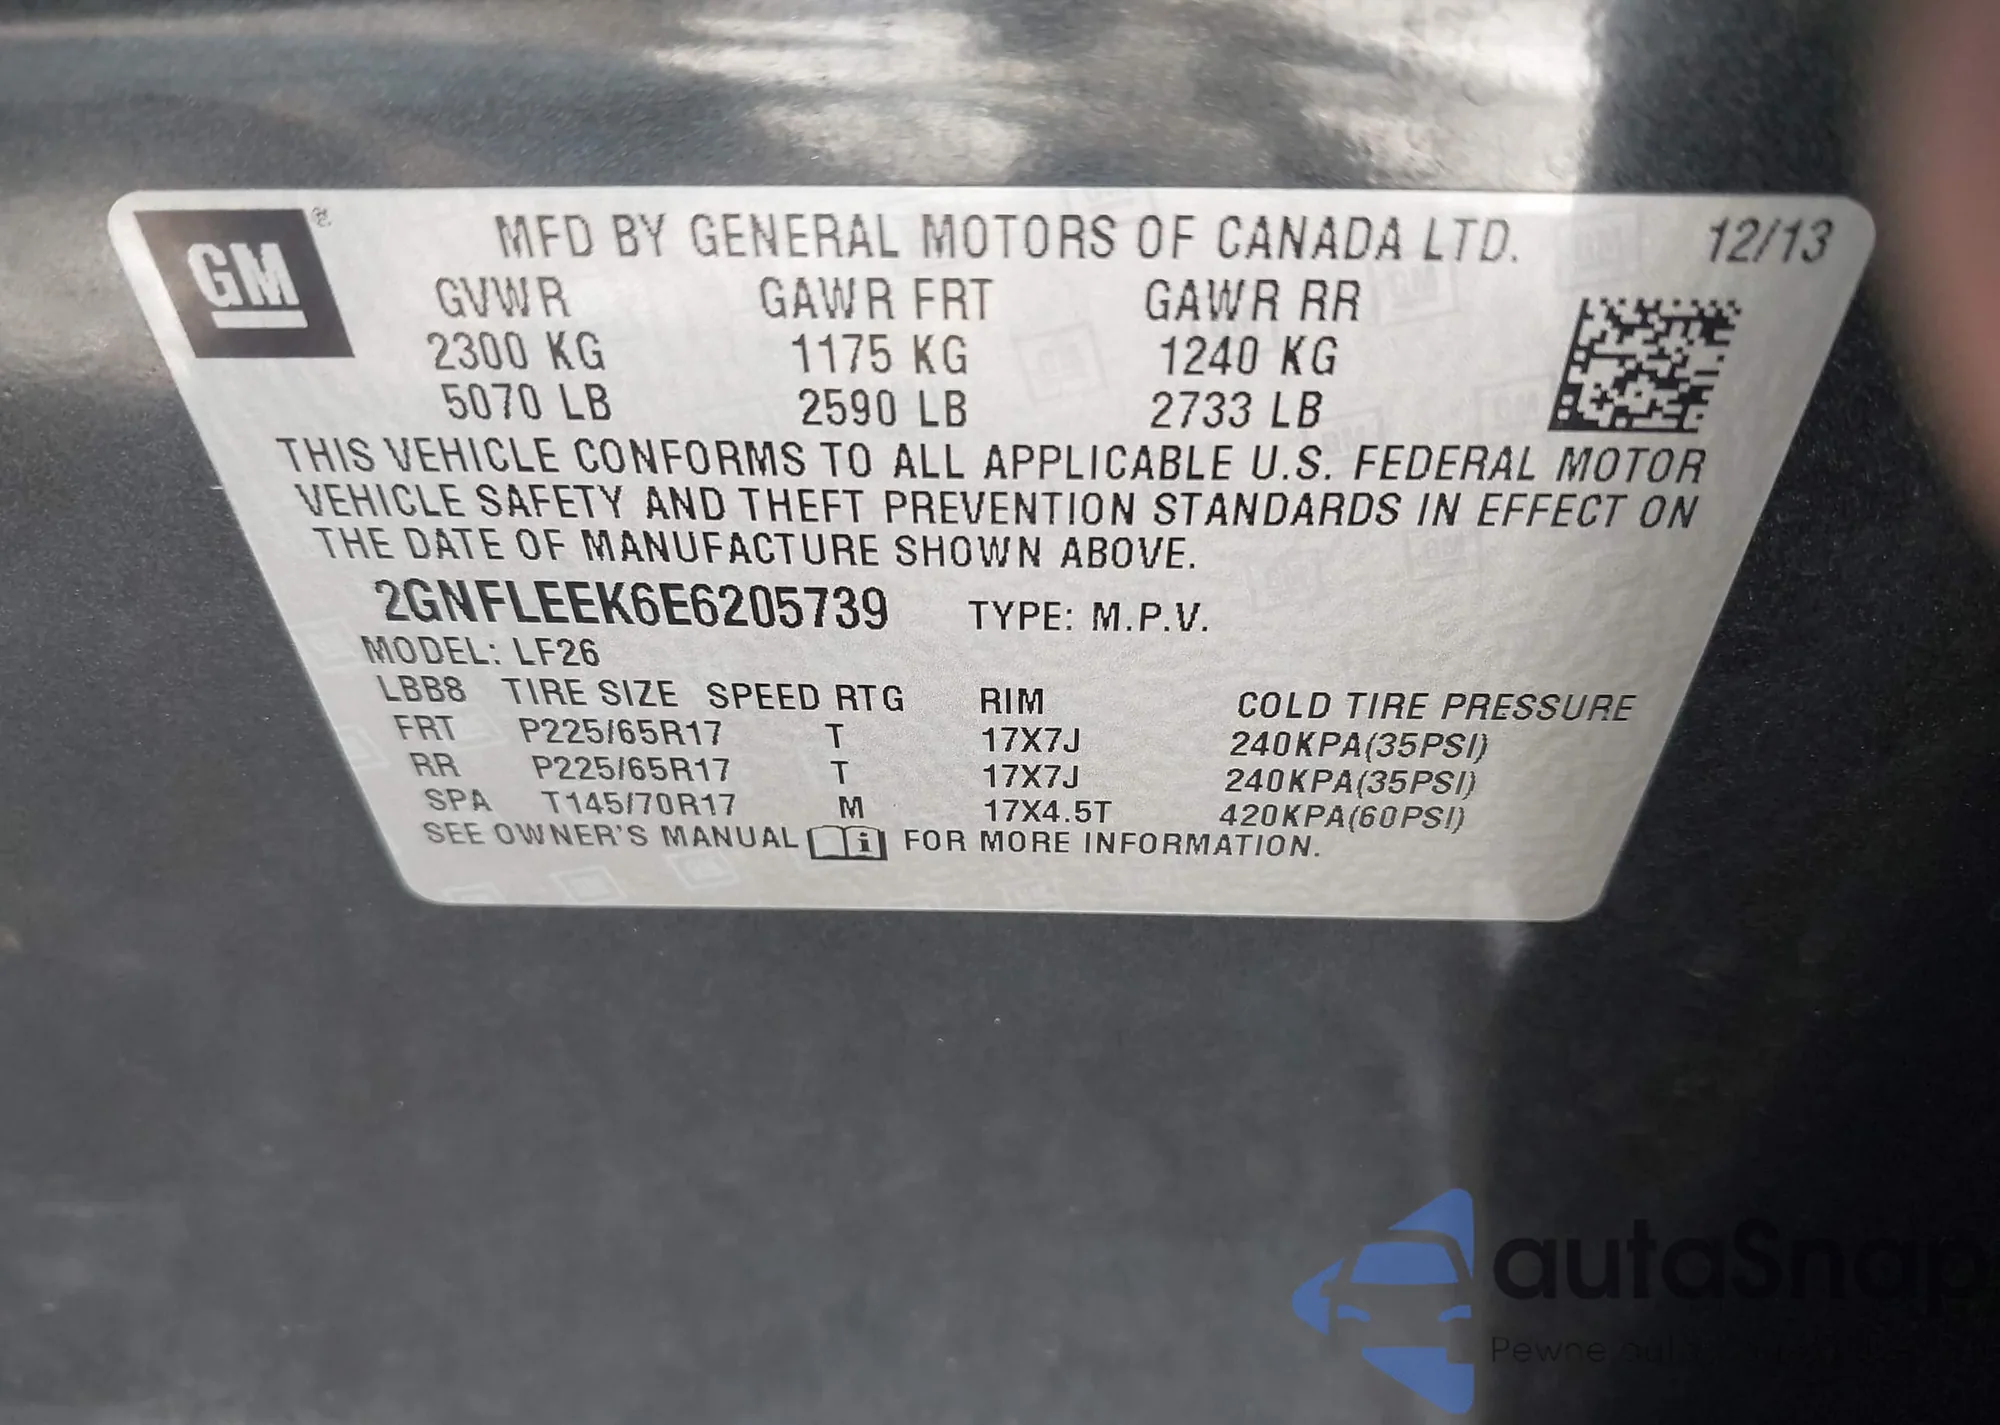 GM ®
MFD BY GENERAL MOTORS OF CANADA LTD. 12/13
GVWR GAWR FRT GAWR RR
2300 KG 1175 KG 1240 KG
5070 LB 2590 LB 2733 LB
THIS VEHICLE CONFORMS TO ALL APPLICABLE U.S. FEDERAL MOTOR
VEHICLE SAFETY AND THEFT PREVENTION STANDARDS IN EFFECT ON
THE DATE OF MANUFACTURE SHOWN ABOVE.
2GNFLEEK6E6205739 TYPE: M.P.V.
MODEL: LF26
LBB8 TIRE SIZE SPEED RTG RIM COLD TIRE PRESSURE
FRT P225/65R17 T 17X7J 240KPA(35PSI)
RR P225/65R17 T 17X7J 240KPA(35PSI)
SPA T145/70R17 M 17X4.5T 420KPA(60PSI)
SEE OWNER'S MANUAL FOR MORE INFORMATION.
autaSnap
Pewne